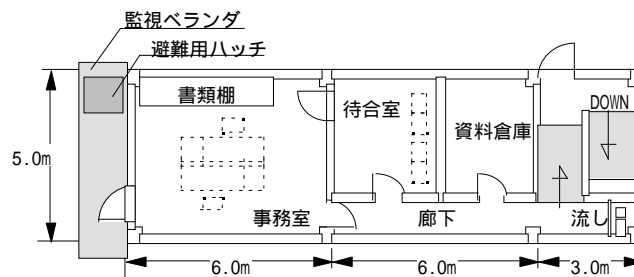 監視ベランダ
避難用ハッチ
書類棚
待合室
資料倉庫
DOWN
5.0m
事務室
廊下
流し
6.0m
6.0m
3.0m